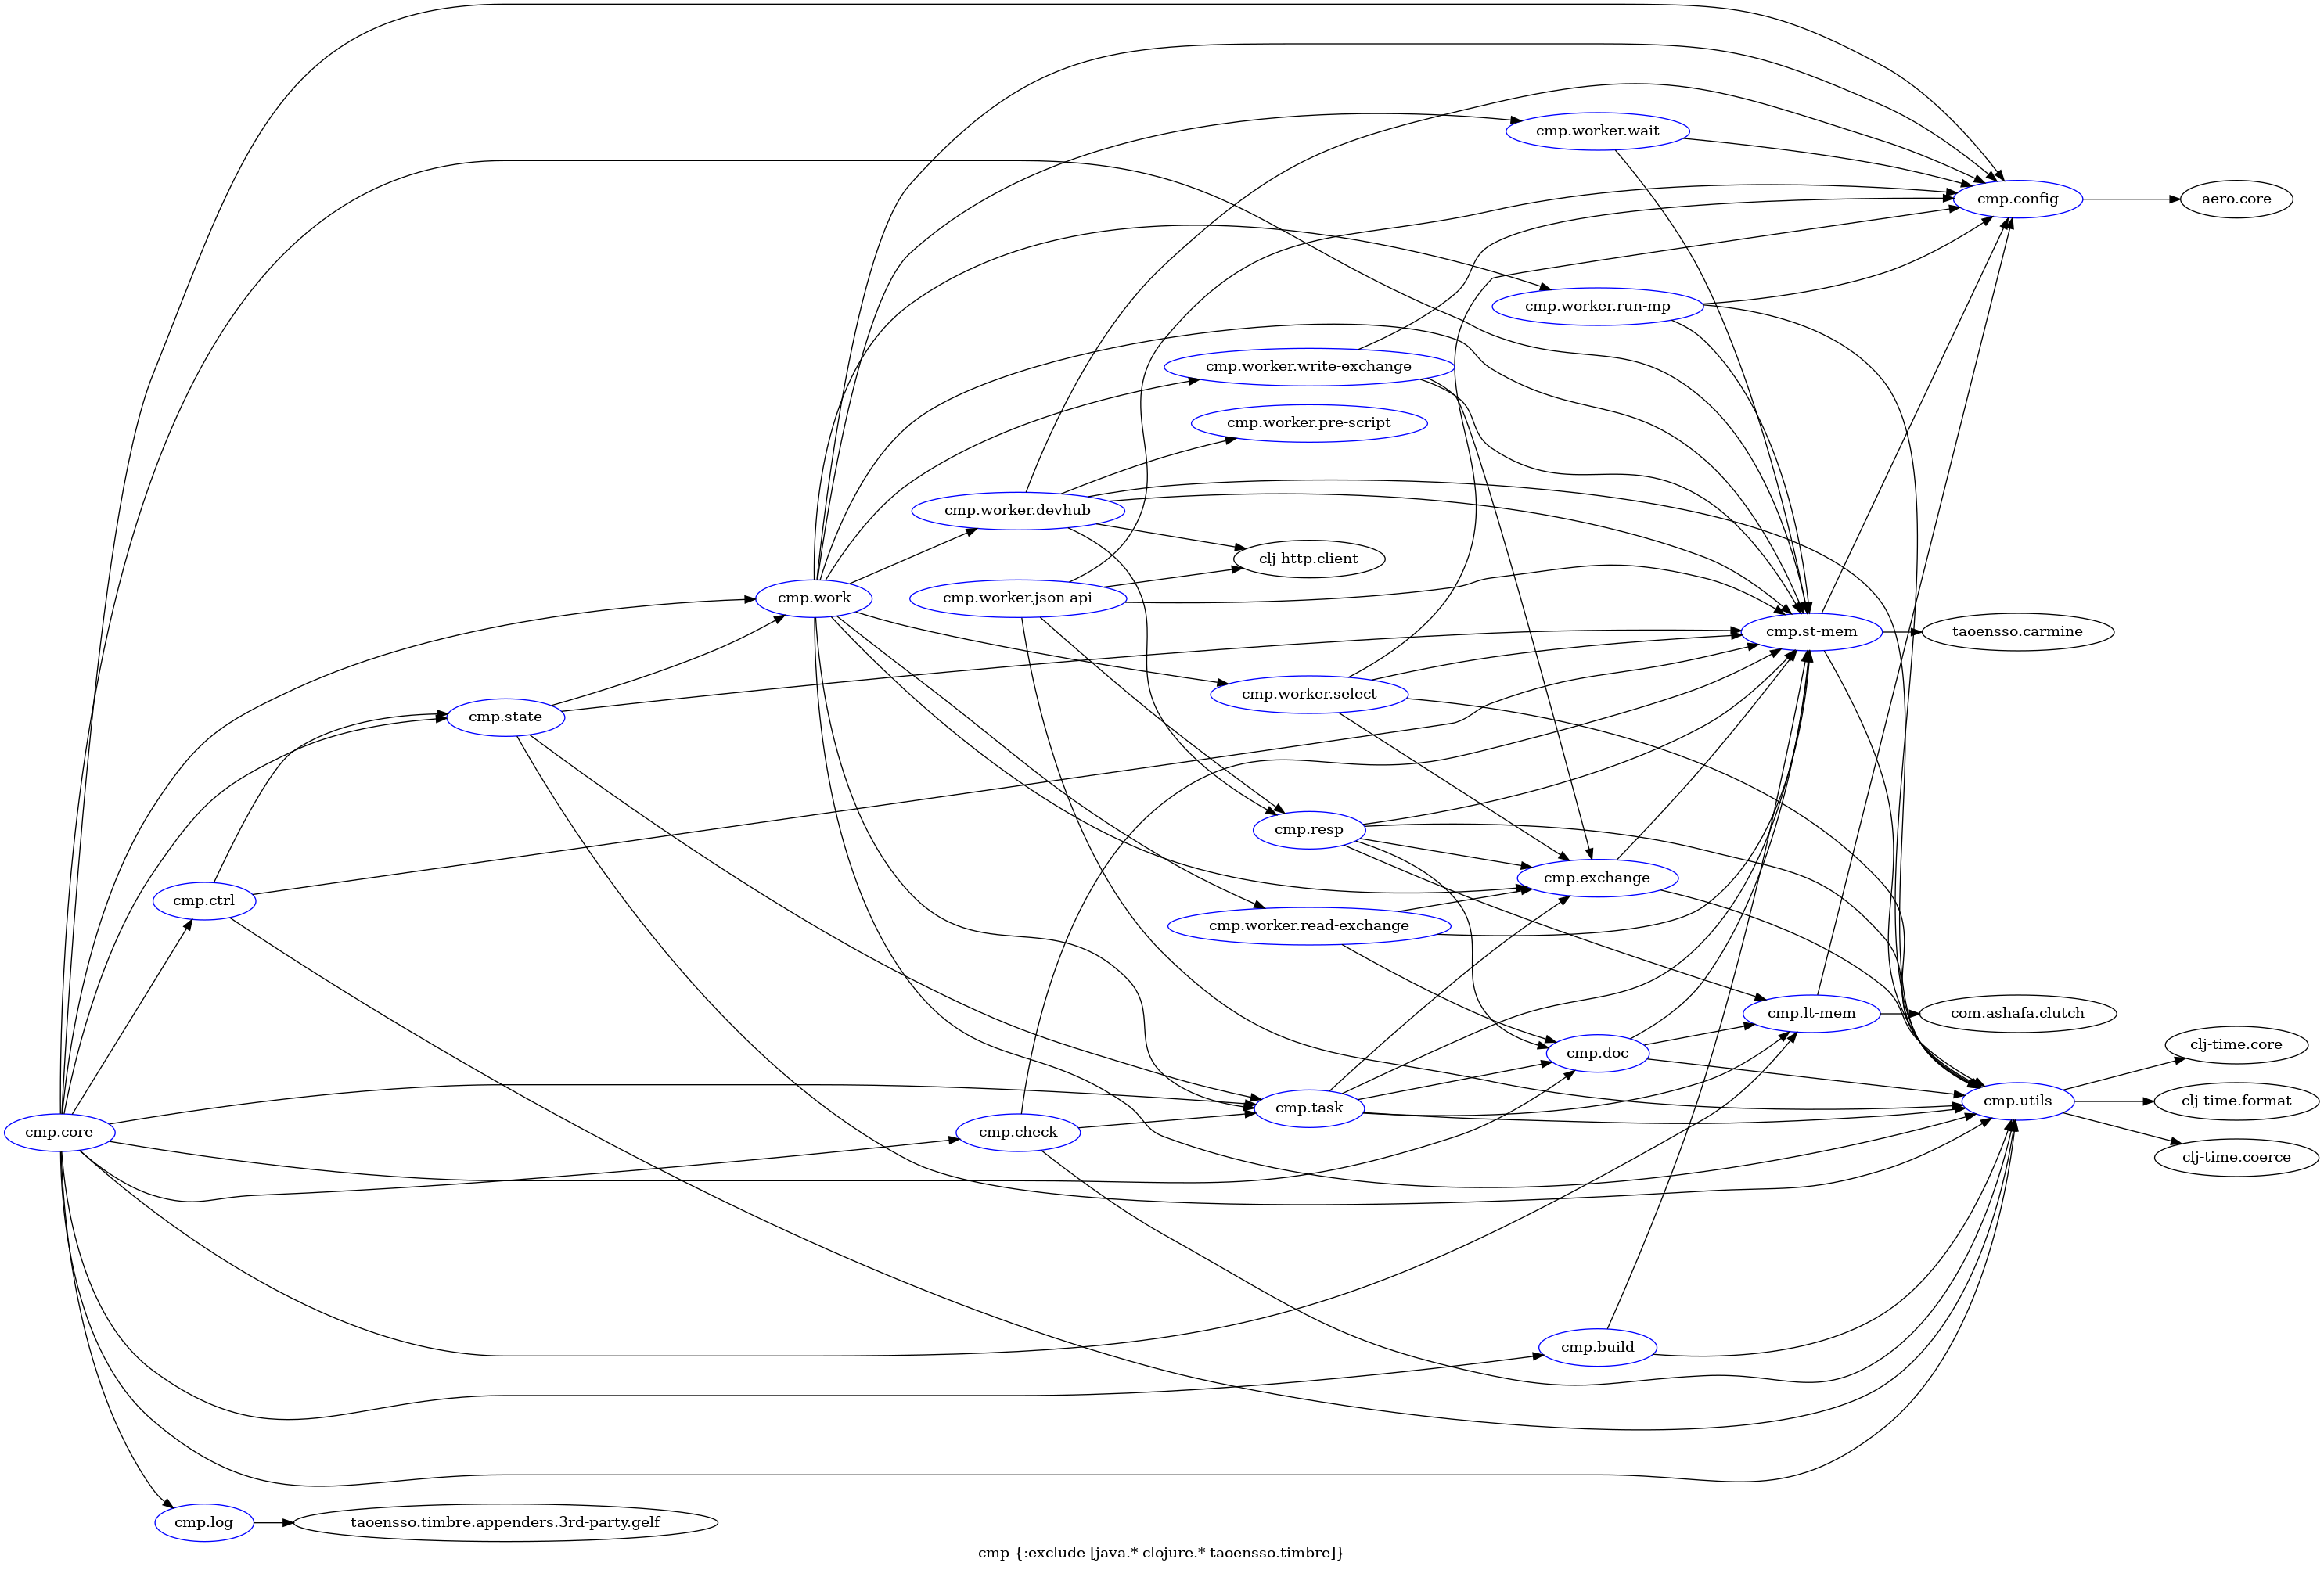 cmp.worker.wait
cmp.config
aero.core
cmp.worker.run-mp
cmp.worker.write-exchange
cmp.worker.pre-script
cmp.worker.devhub
clj-http.client
cmp.work
cmp.worker.json-api
cmp.st-mem
taoensso.carmine
cmp.worker.select
cmp.state
cmp.resp
cmp.exchange
cmp.ctrl
cmp.worker.read-exchange
cmp.lt-mem
com.ashafa.clutch
clj-time.core
cmp.doc
cmp.utils
clj-time.format
cmp.task
cmp.core
cmp.check
clj-time.coerce
cmp.build
cmp.log
taoensso.timbre.appenders.3rd-party.gelf
cmp {:exclude [java.* clojure.* taoensso.timbre]}